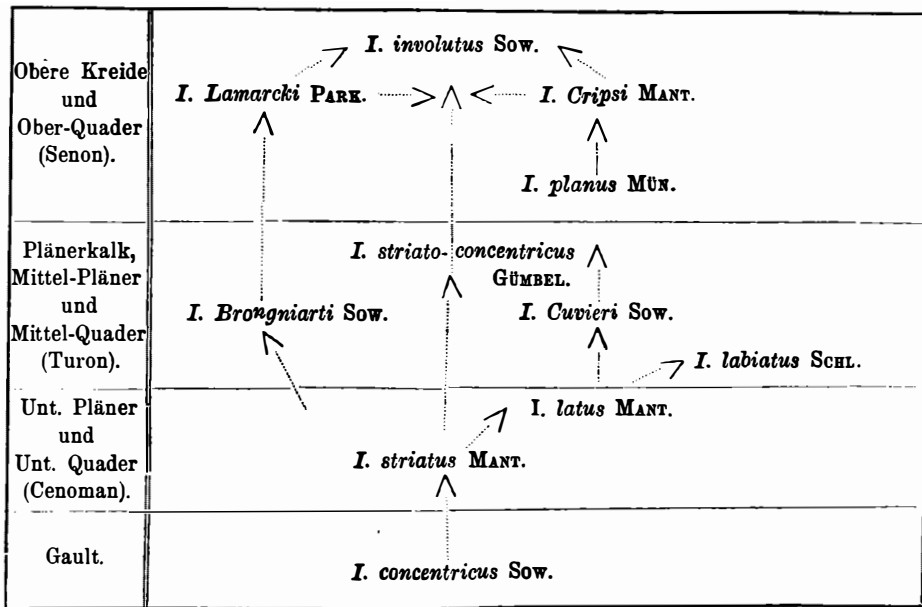 Obere Kreide
und
Ober-Quader
(Senon).
I. involutus Sow.
I. Lamarcki PARK.
I. Cripsi MANT.
I. planus MÜN.
Plänerkalk,
Mittel-Pläner
und
Mittel-Quader
(Turon).
I. striato-concentricus
GÜMBEL.
I. Brongniarti Sow.
I. Cuvieri Sow.
I. labiatus SCHL.
Unt. Pläner
und
Unt. Quader
(Cenoman).
I. latus MANT.
I. striatus MANT.
Gault.
I. concentricus Sow.